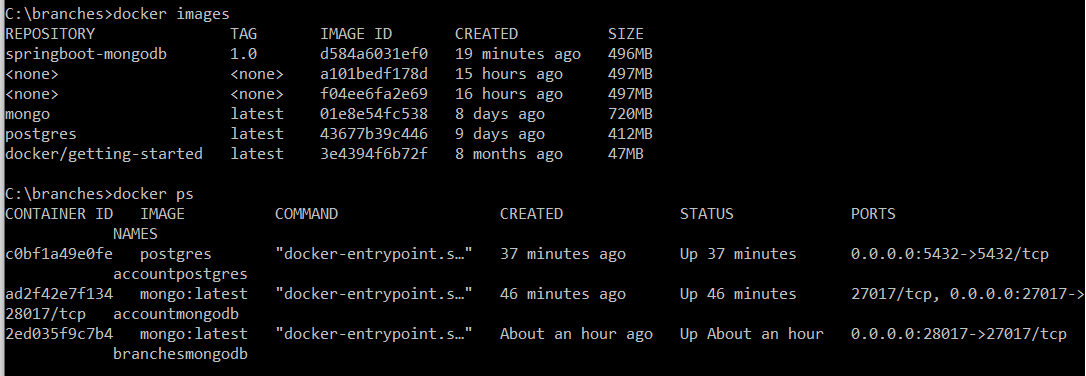 C:\branches>docker images
REPOSITORY TAG IMAGE ID CREATED SIZE
springboot-mongodb 1.0 d584a6031ef0 19 minutes ago 496MB
<none> <none> a101bedf178d 15 hours ago 497MB
<none> <none> f04ee6fa2e69 16 hours ago 497MB
mongo latest 01e8e54fc538 8 days ago 720MB
postgres latest 43677b39c446 9 days ago 412MB
docker/getting-started latest 3e4394f6b72f 8 months ago 47MB
C:\branches>docker ps
CONTAINER ID IMAGE COMMAND CREATED STATUS PORTS
NAMES
c0bf1a49e0fe postgres "docker-entrypoint.s…" 37 minutes ago Up 37 minutes 0.0.0.0:5432->5432/tcp
accountpostgres
ad2f42e7f134 mongo:latest "docker-entrypoint.s…" 46 minutes ago Up 46 minutes 27017/tcp, 0.0.0.0:27017->
28017/tcp accountmongodb
2ed035f9c7b4 mongo:latest "docker-entrypoint.s…" About an hour ago Up About an hour 0.0.0.0:28017->27017/tcp
branchesmongodb